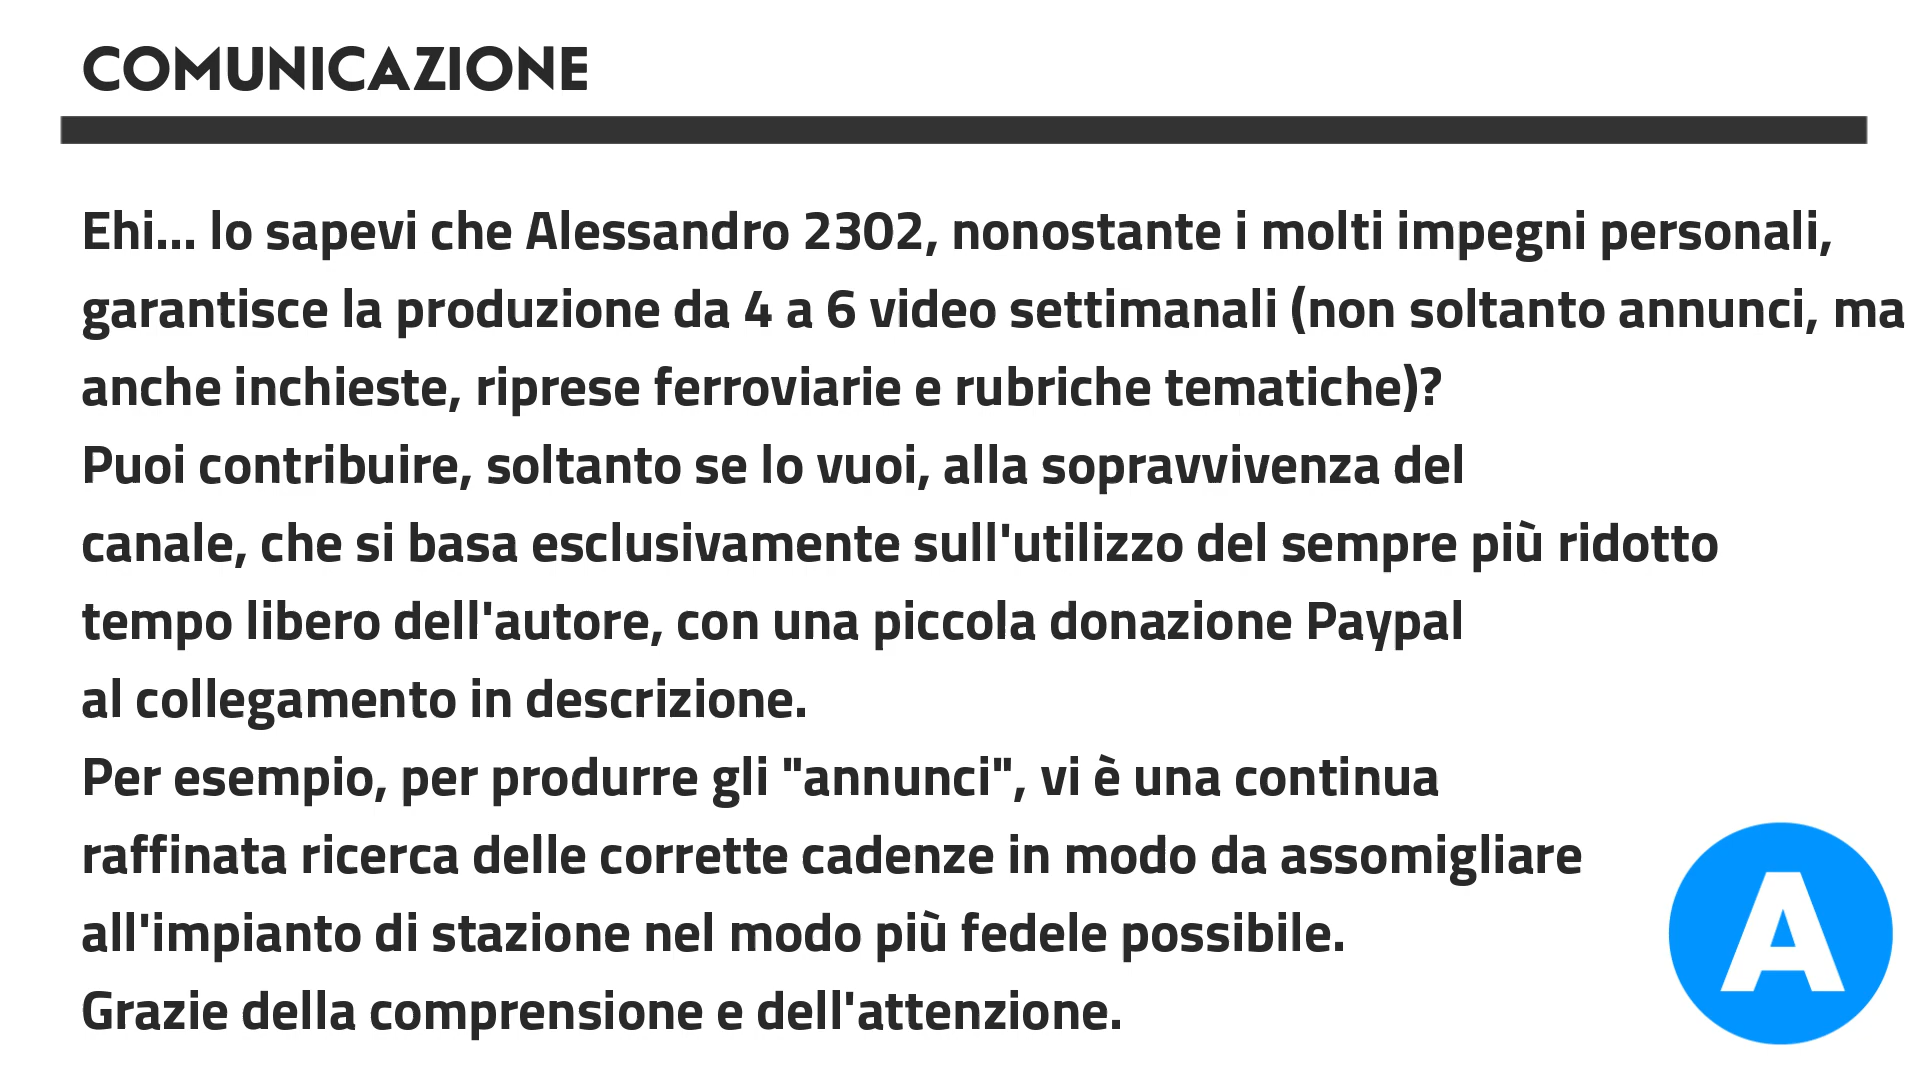 COMUNICAZIONE
Ehi... lo sapevi che Alessandro 2302, nonostante i molti impegni personali,
garantisce la produzione da 4 a 6 video settimanali (non soltanto annunci, ma
anche inchieste, riprese ferroviarie e rubriche tematiche)?
Puoi contribuire, soltanto se lo vuoi, alla sopravvivenza del
canale, che si basa esclusivamente sull'utilizzo del sempre più ridotto
tempo libero dell'autore, con una piccola donazione Paypal
al collegamento in descrizione.
Per esempio, per produrre gli "annunci", vi è una continua
raffinata ricerca delle corrette cadenze in modo da assomigliare
all'impianto di stazione nel modo più fedele possibile.
Grazie della comprensione e dell'attenzione.
A